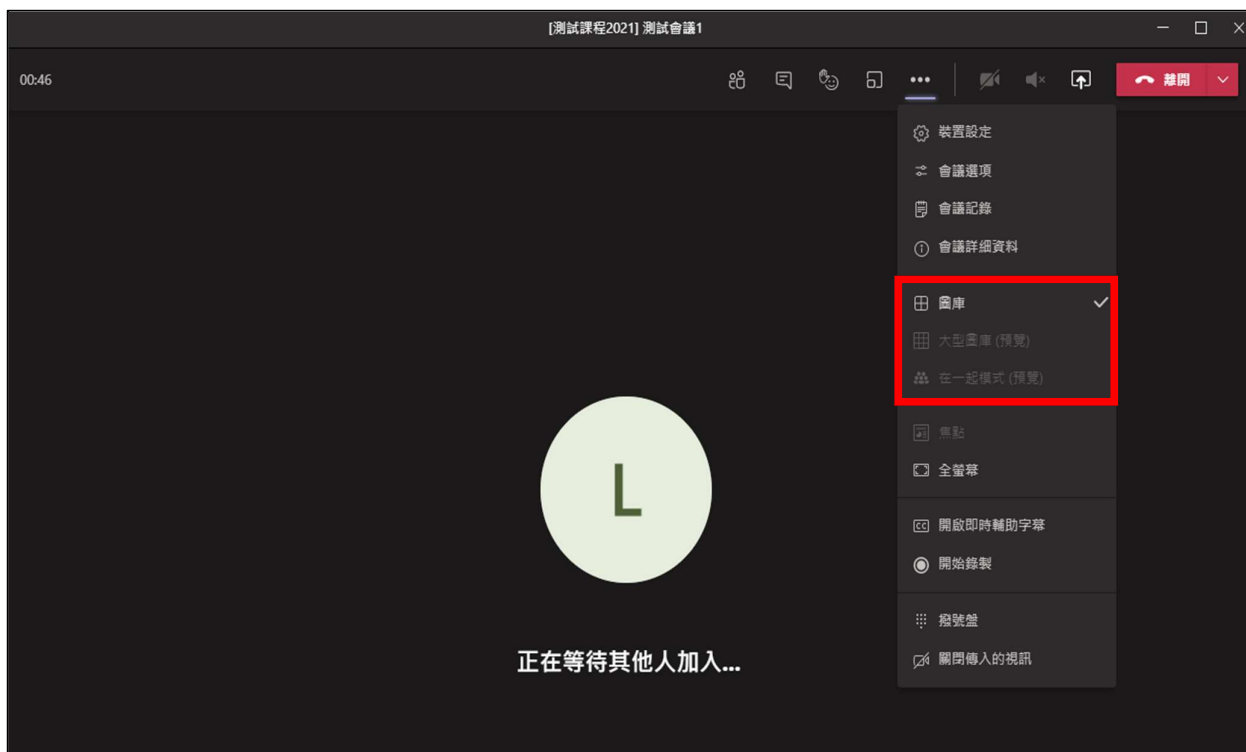 [測試課程2021] 測試會議1
00:46
離開
裝置設定
會議選項
會議記錄
會議詳細資料
圖庫
大型圖庫 (預覽)
在一起模式 (預覽)
焦點
全螢幕
CC 開啟即時輔助字幕
開始錄製
撥號盤
關閉傳入的視訊
L
正在等待其他人加入...